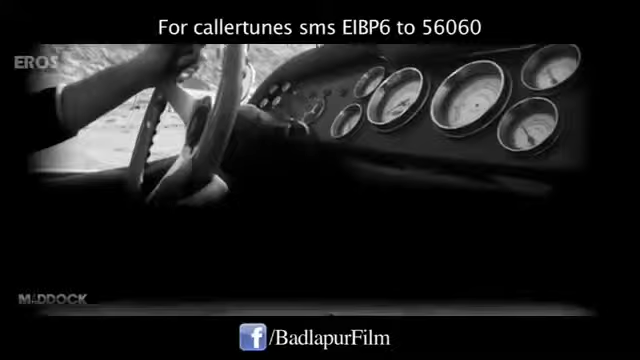 For callertunes sms EIBP6 to 56060
EROS
MADDOCK
f/BadlapurFilm